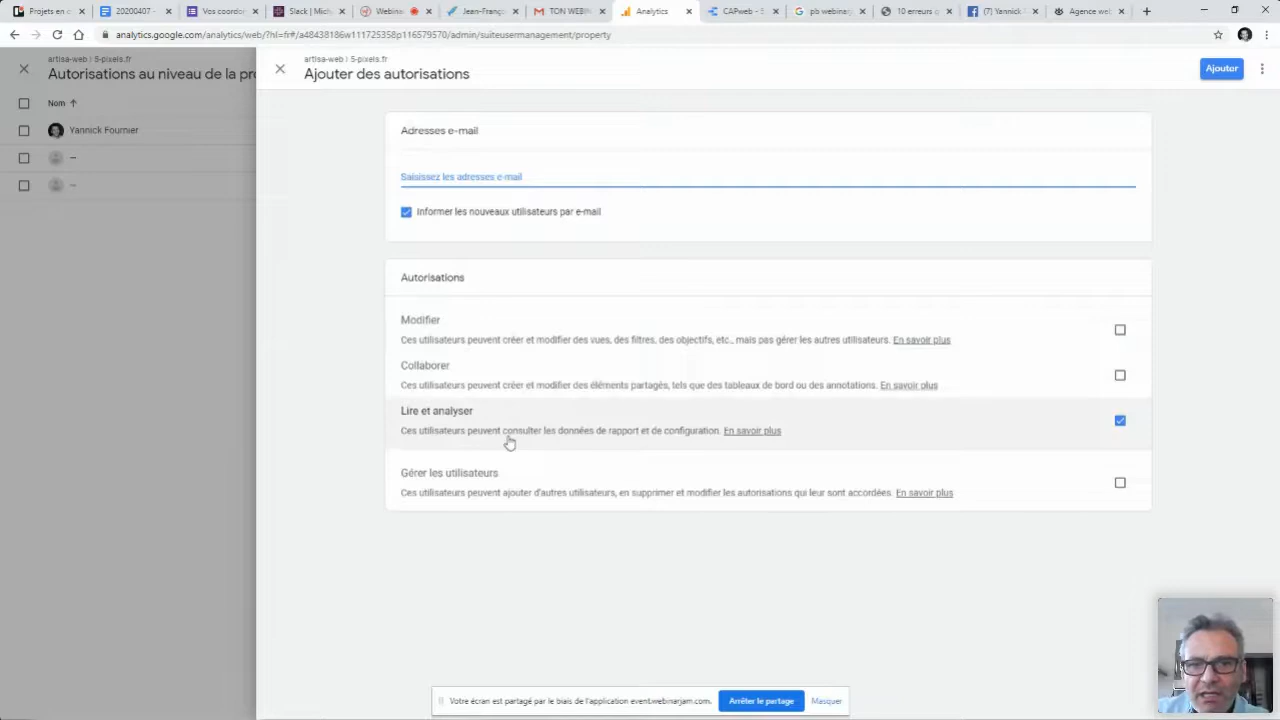 Projets en c
20200407 -
Vos coordo
Slack | Mich
Webina
Jean-Franç
TON WEBI
Analytics
CAPweb - S
pb webinar
10 erreurs
(7) Yannick
Agence we
analytics.google.com/analytics/web/?hl=fr#/a48438186w111725358p116579570/admin/suiteusermanagement/property
artisa-web › 5-pixels.fr
Autorisations au niveau de la pro
Nom ↑
Yannick Fournier
--
--
artisa-web › 5-pixels.fr
Ajouter des autorisations
Ajouter
Adresses e-mail
Saisissez les adresses e-mail
Informer les nouveaux utilisateurs par e-mail
Autorisations
Modifier
Ces utilisateurs peuvent créer et modifier des vues, des filtres, des objectifs, etc., mais pas gérer les autres utilisateurs. En savoir plus
Collaborer
Ces utilisateurs peuvent créer et modifier des éléments partagés, tels que des tableaux de bord ou des annotations. En savoir plus
Lire et analyser
Ces utilisateurs peuvent consulter les données de rapport et de configuration. En savoir plus
Gérer les utilisateurs
Ces utilisateurs peuvent ajouter d'autres utilisateurs, en supprimer et modifier les autorisations qui leur sont accordées. En savoir plus
Votre écran est partagé par le biais de l'application event.webinarjam.com.
Arrêter le partage
Masquer